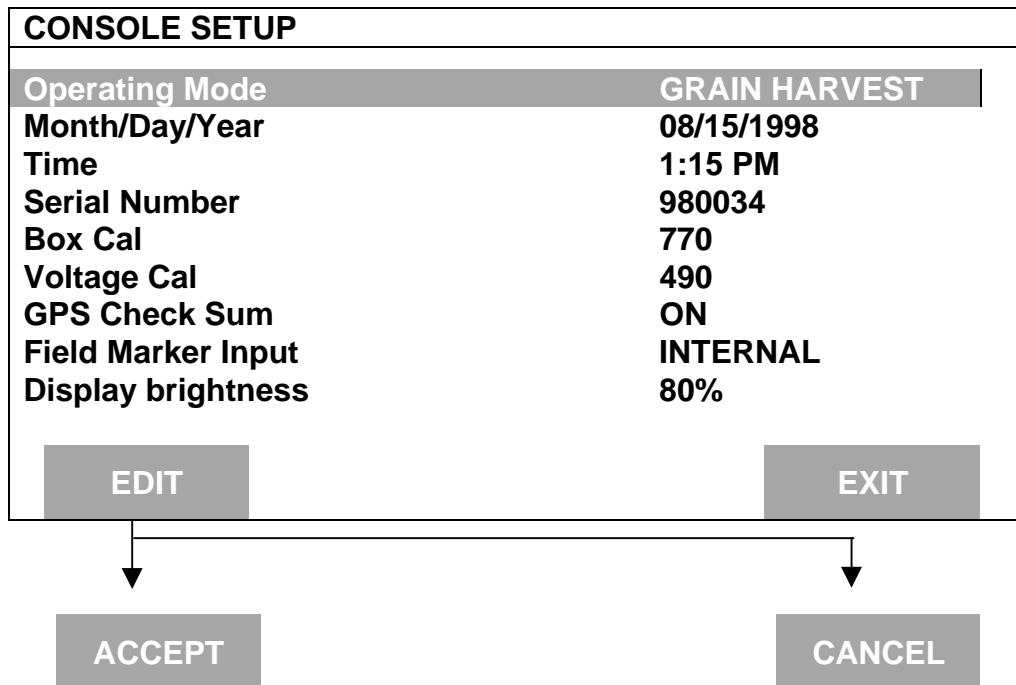 CONSOLE SETUP
Operating Mode GRAIN HARVEST
Month/Day/Year 08/15/1998
Time 1:15 PM
Serial Number 980034
Box Cal 770
Voltage Cal 490
GPS Check Sum ON
Field Marker Input INTERNAL
Display brightness 80%
EDIT EXIT
ACCEPT CANCEL